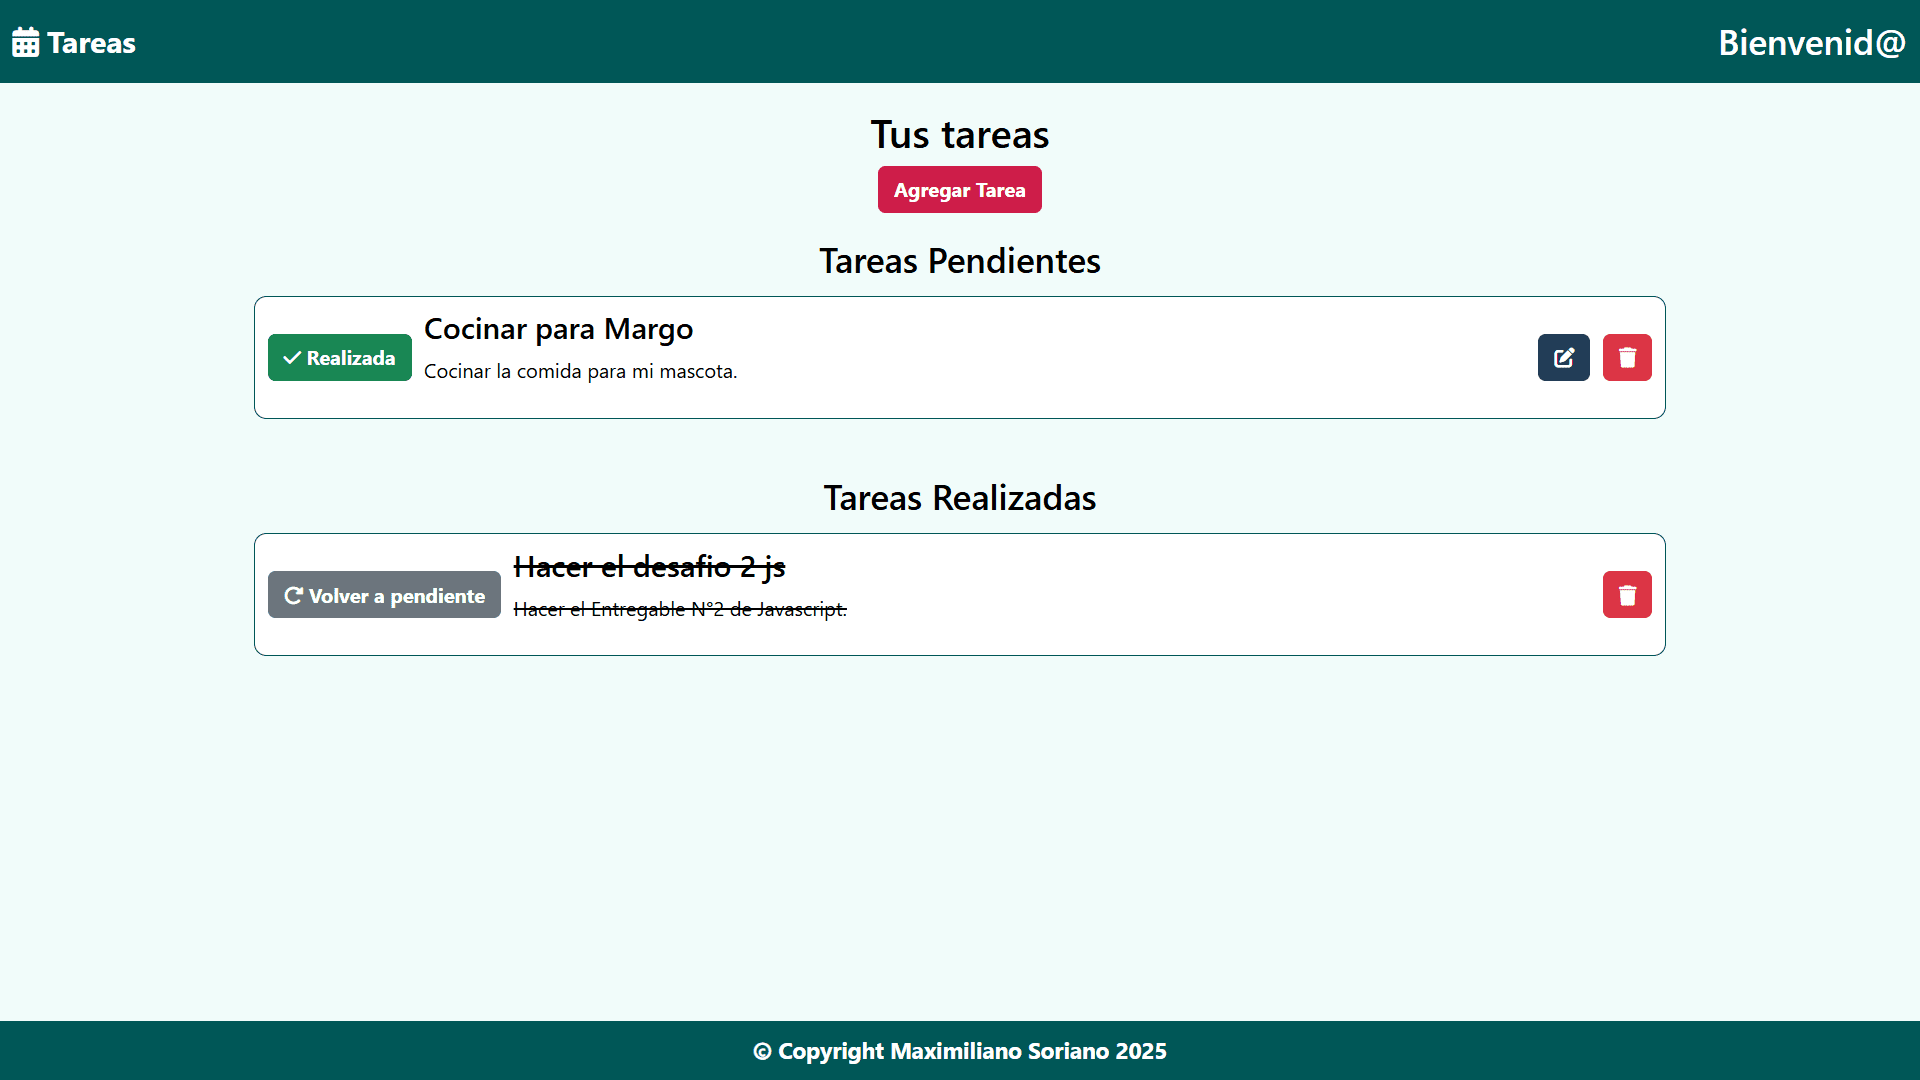 Tareas
Bienvenid@
Tus tareas
Agregar Tarea
Tareas Pendientes
Realizada
Cocinar para Margo
Cocinar la comida para mi mascota.
Tareas Realizadas
Volver a pendiente
Hacer el desafio 2 js
Hacer el Entregable N°2 de Javascript.
© Copyright Maximiliano Soriano 2025